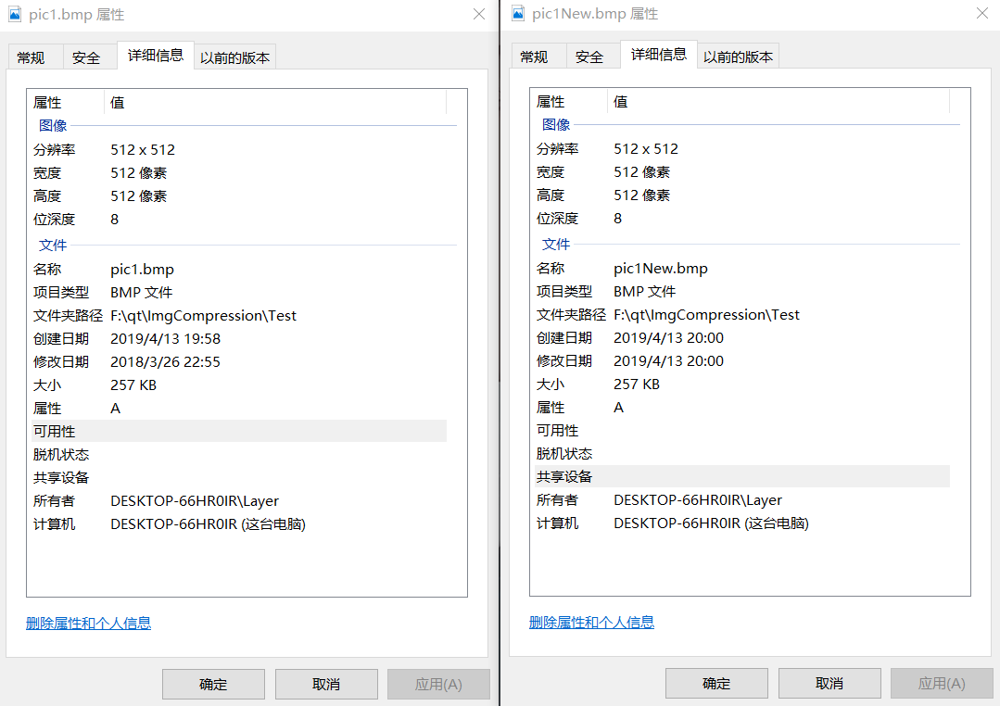 pic1.bmp 属性
常规 安全 详细信息 以前的版本
属性 值
图像
分辨率 512 x 512
宽度 512 像素
高度 512 像素
位深度 8
文件
名称 pic1.bmp
项目类型 BMP 文件
文件夹路径 F:\qt\ImgCompression\Test
创建日期 2019/4/13 19:58
修改日期 2018/3/26 22:55
大小 257 KB
属性 A
可用性
脱机状态
共享设备
所有者 DESKTOP-66HR0IR\Layer
计算机 DESKTOP-66HR0IR (这台电脑)
删除属性和个人信息
确定 取消 应用(A)
pic1New.bmp 属性
常规 安全 详细信息 以前的版本
属性 值
图像
分辨率 512 x 512
宽度 512 像素
高度 512 像素
位深度 8
文件
名称 pic1New.bmp
项目类型 BMP 文件
文件夹路径 F:\qt\ImgCompression\Test
创建日期 2019/4/13 20:00
修改日期 2019/4/13 20:00
大小 257 KB
属性 A
可用性
脱机状态
共享设备
所有者 DESKTOP-66HR0IR\Layer
计算机 DESKTOP-66HR0IR (这台电脑)
删除属性和个人信息
确定 取消 应用(A)